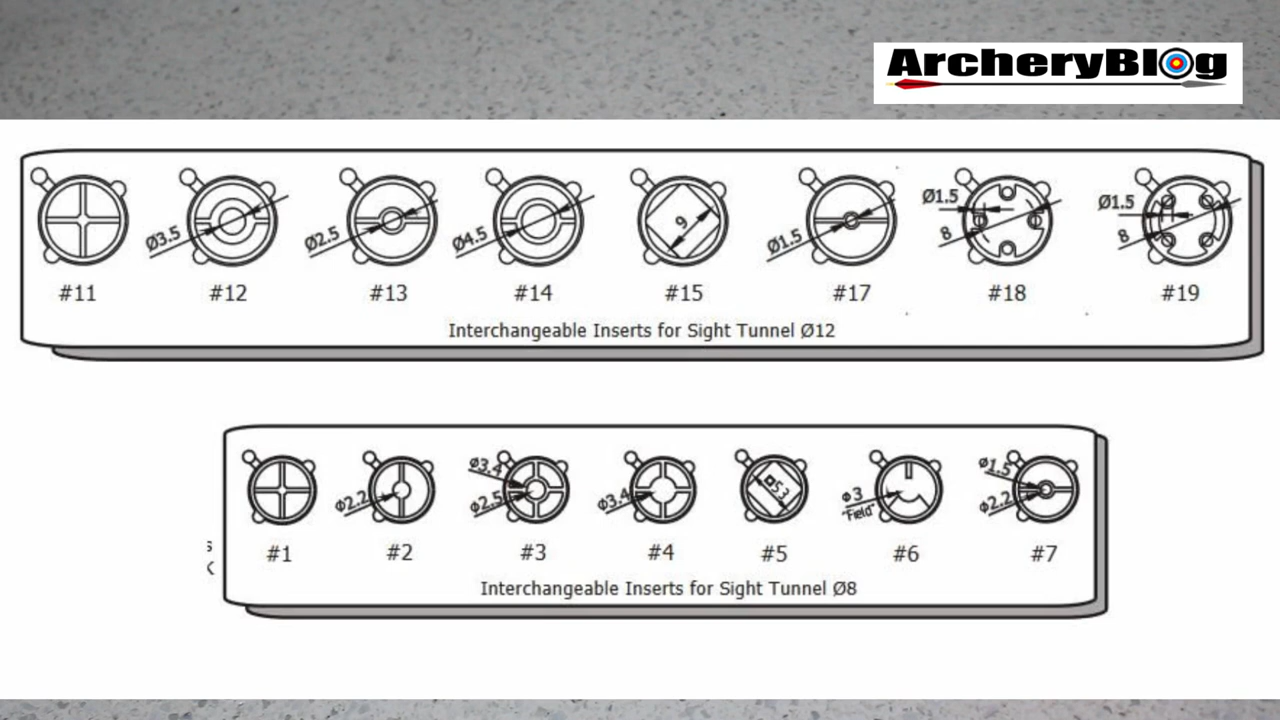 ArcheryBlog
Ø3.5 Ø2.5 Ø4.5 9 Ø1.5 Ø1.5 8 Ø1.5 8
#11 #12 #13 #14 #15 #17 #18 #19
Interchangeable Inserts for Sight Tunnel Ø12
Φ2.2 Φ3.4 Φ2.5 Φ3.4 Φ3 "Field" Φ1.5 Φ2.2
#1 #2 #3 #4 #5 #6 #7
Interchangeable Inserts for Sight Tunnel Ø8